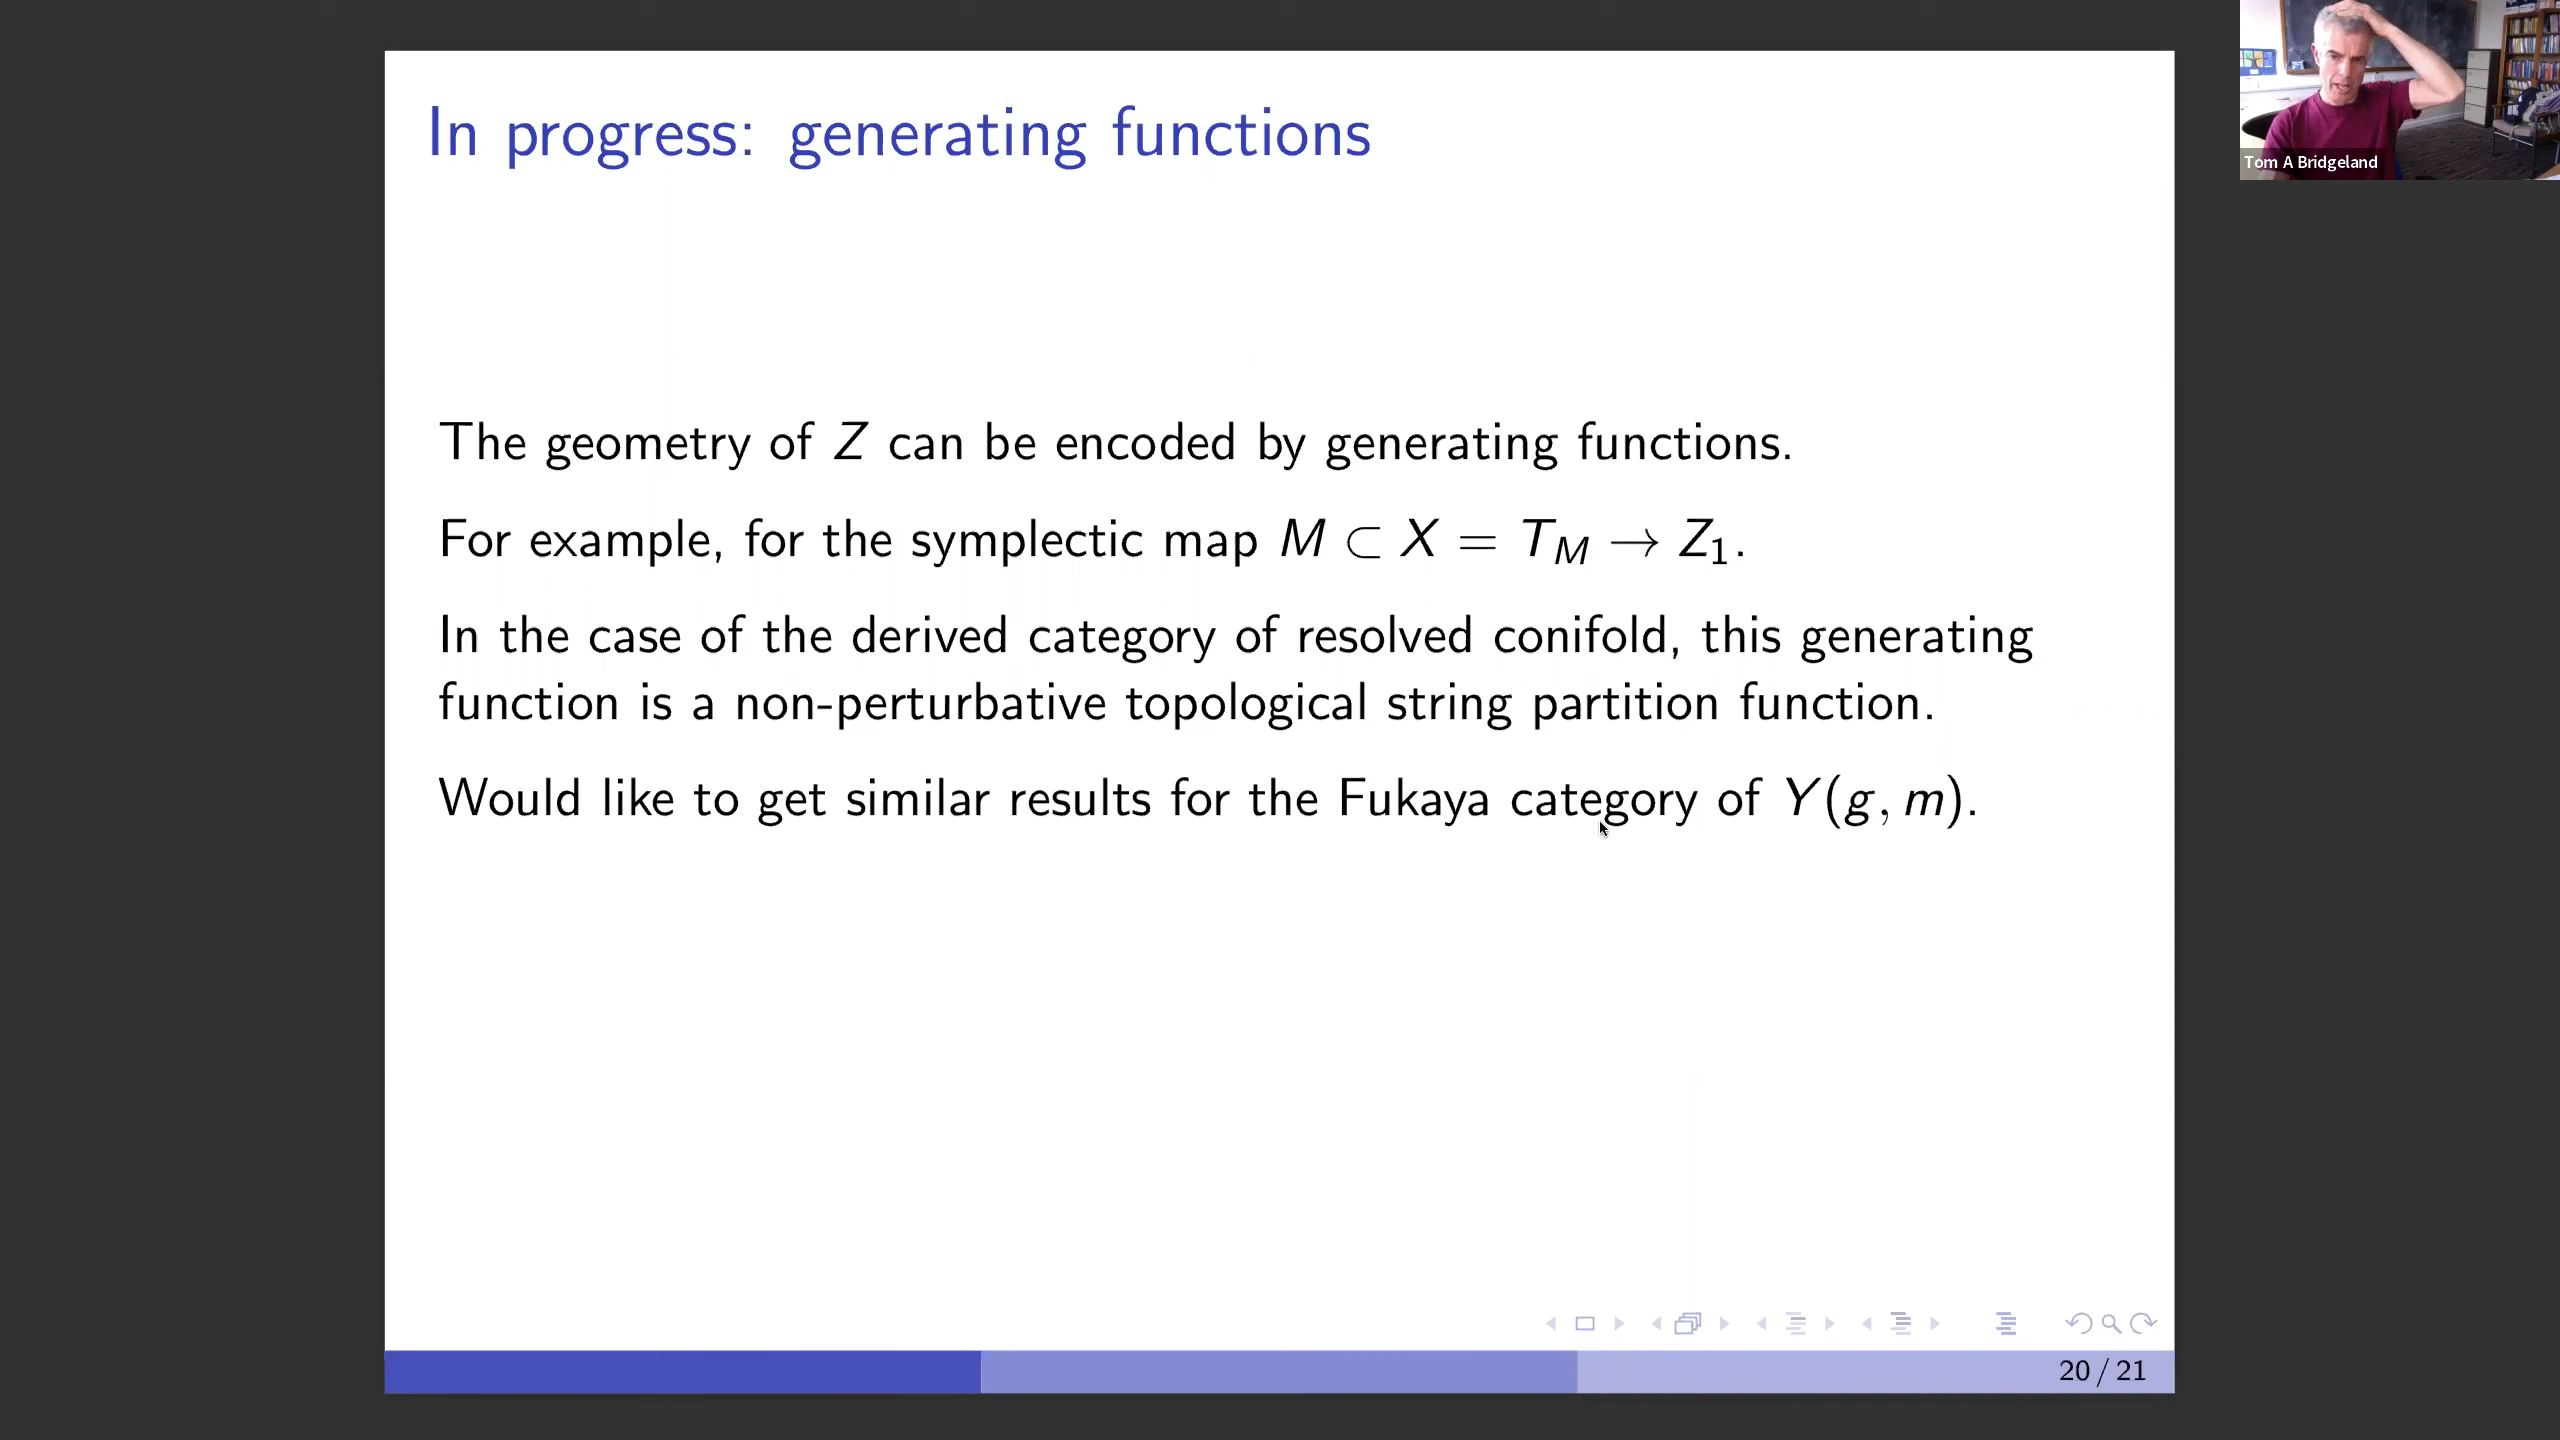 In progress: generating functions
Tom A Bridgeland
The geometry of Z can be encoded by generating functions.
For example, for the symplectic map M ⊂ X = T_M → Z_1.
In the case of the derived category of resolved conifold, this generating
function is a non-perturbative topological string partition function.
Would like to get similar results for the Fukaya category of Y(g, m).
20 / 21